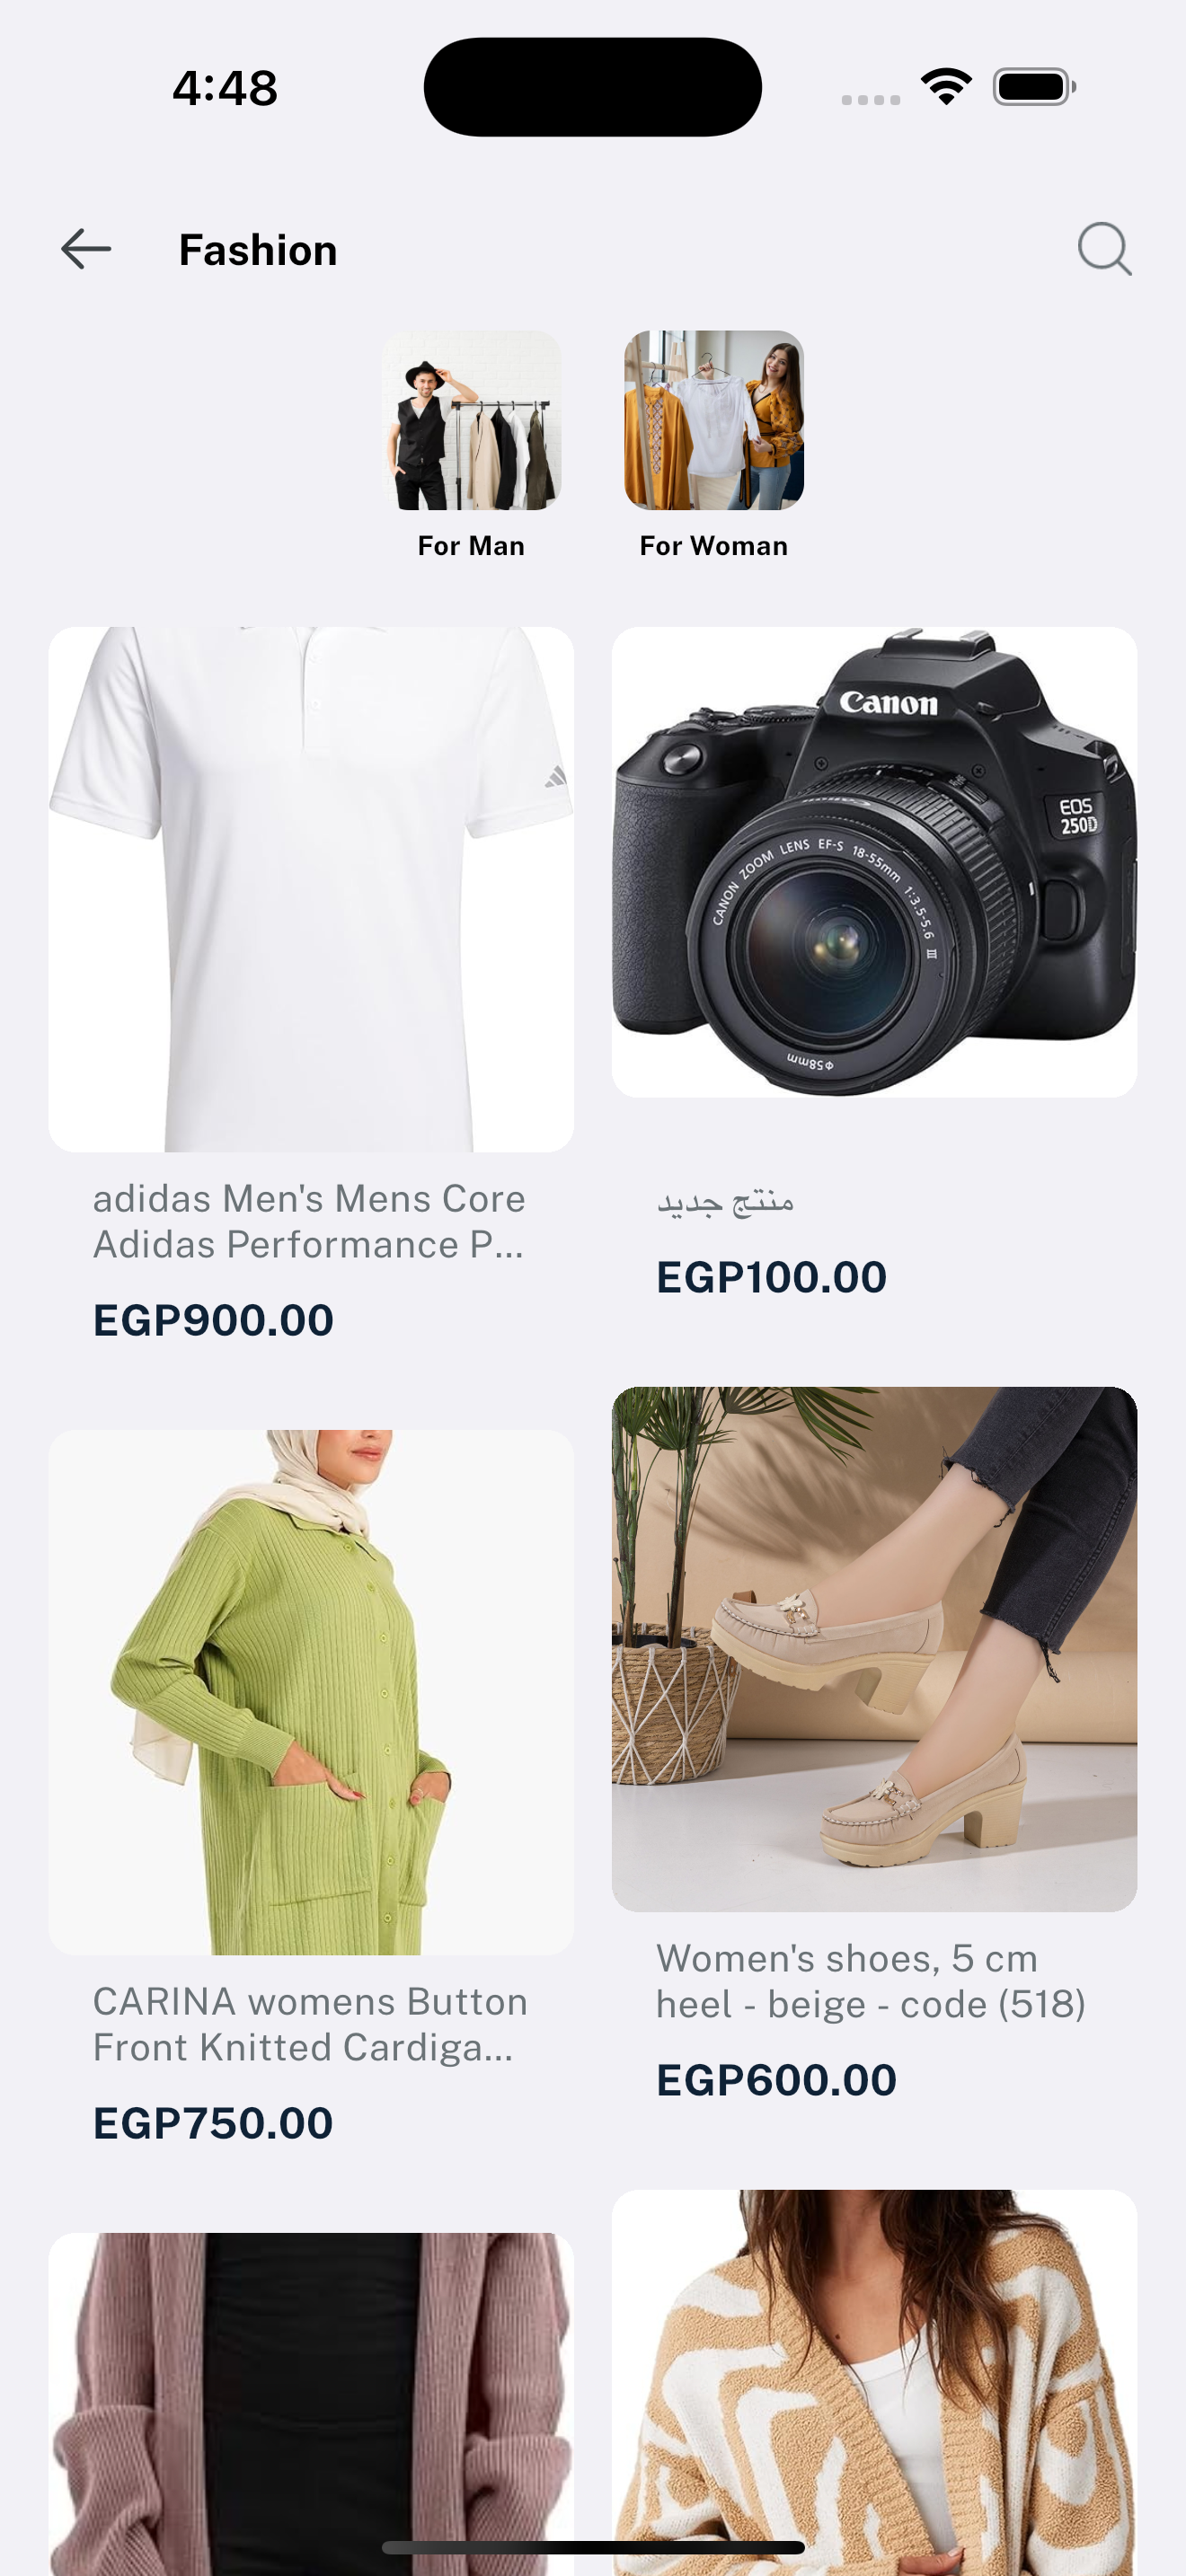 4:48
Fashion
For Man
For Woman
Canon
EOS
250D
CANON ZOOM LENS EF-S 18-55mm 1:3.5-5.6 III
Canon
φ58mm
adidas Men's Mens Core
Adidas Performance P...
EGP900.00
منتج جديد
EGP100.00
CARINA womens Button
Front Knitted Cardiga...
EGP750.00
Women's shoes, 5 cm
heel - beige - code (518)
EGP600.00